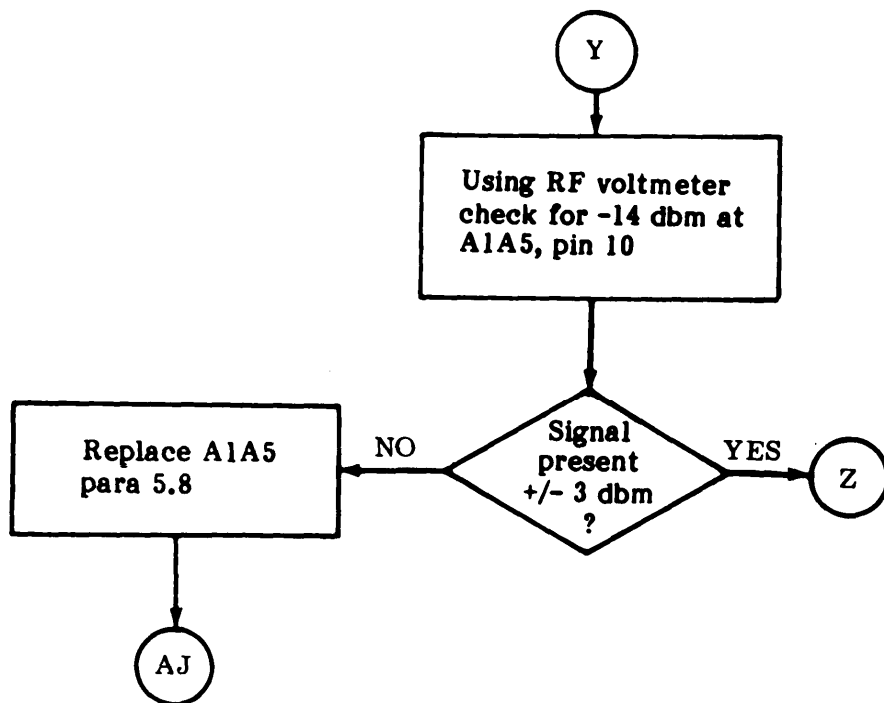 Y
Using RF voltmeter
check for -14 dbm at
A1A5, pin 10
Signal
present
+/- 3 dbm
?
NO
YES
Replace A1A5
para 5.8
Z
AJ